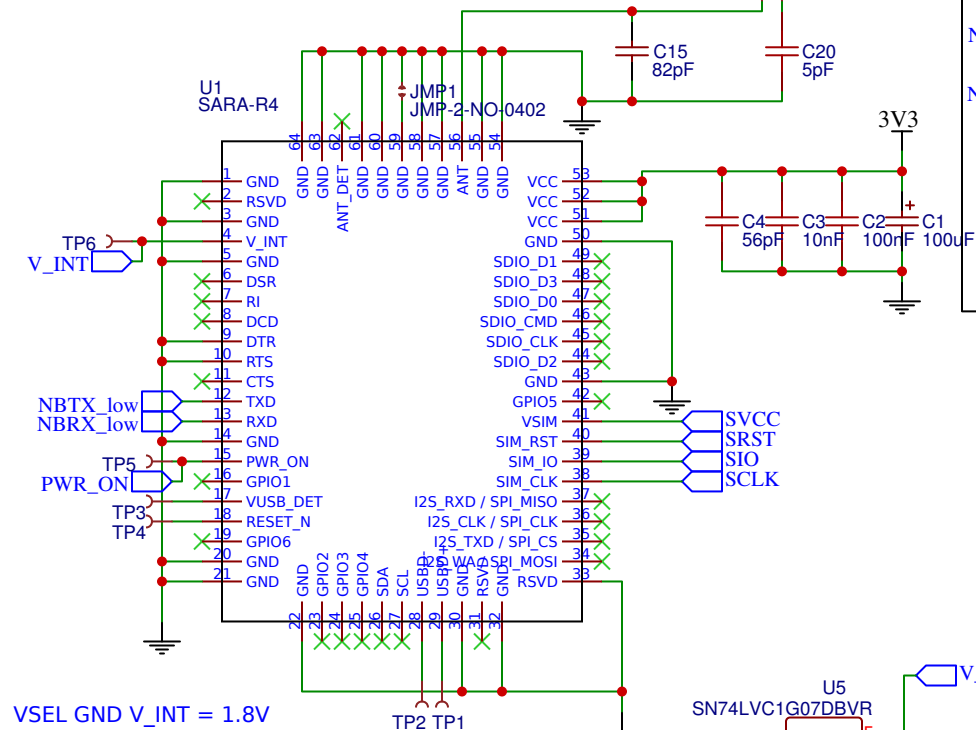 C15
82pF
C20
5pF
N
N
U1
SARA-R4
JMP1
JMP-2-NO-0402
3V3
64 63 62 61 60 59 58 57 56 55 54
GND GND ANT_DET GND GND GND GND GND ANT GND GND
1 GND
2 RSVD
3 GND
4 V_INT
5 GND
6 DSR
7 RI
8 DCD
9 DTR
10 RTS
11 CTS
12 TXD
13 RXD
14 GND
15 PWR_ON
16 GPIO1
17 VUSB_DET
18 RESET_N
19 GPIO6
20 GND
21 GND
TP6
V_INT
NBTX_low
NBRX_low
TP5
PWR_ON
TP3
TP4
VCC 53
VCC 52
VCC 51
GND 50
SDIO_D1 49
SDIO_D3 48
SDIO_D0 47
SDIO_CMD 46
SDIO_CLK 45
SDIO_D2 44
GND 43
GPIO5 42
VSIM 41
SIM_RST 40
SIM_IO 39
SIM_CLK 38
I2S_RXD / SPI_MISO 37
I2S_CLK / SPI_CLK 36
I2S_TXD / SPI_CS 35
I2S_WA SPI_MOSI 34
RSVD 33
C4
56pF
C3
10nF
C2
100nF
+
C1
100uF
SVCC
SRST
SIO
SCLK
GND GPIO2 GPIO3 GPIO4 SDA SCL USBD- USBD+ GND RSVD GND
22 23 24 25 26 27 28 29 30 31 32
TP2 TP1
VSEL GND V_INT = 1.8V
U5
SN74LVC1G07DBVR
V_